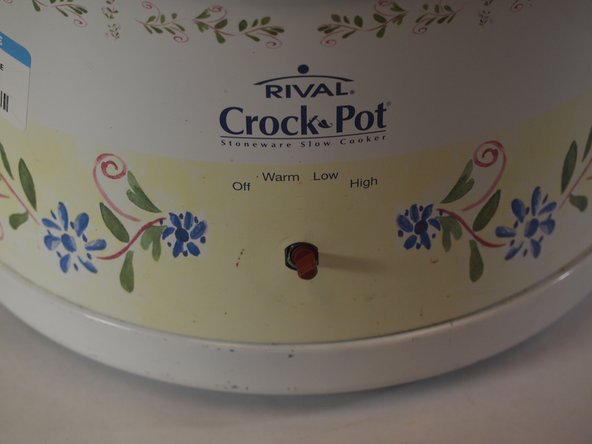 RIVAL®
Crock·Pot®
Stoneware Slow Cooker
Off Warm Low High